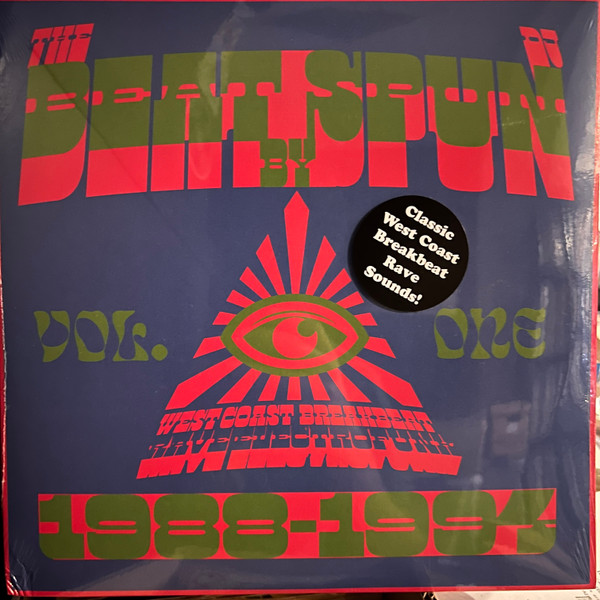 THE DJ
BEAT SPUN
BY
Classic
West Coast
Breakbeat
Rave
Sounds!
VOL. ONE
WEST COAST BREAKBEAT
RAVE ELECTROFUNK
1988-1994